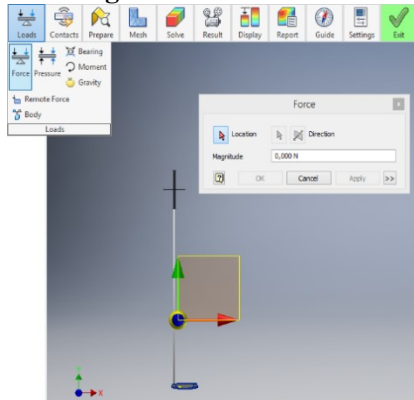 Loads Contacts Prepare Mesh Solve Result Display Report Guide Settings Exit
Force Pressure Bearing
Moment
Gravity
Remote Force
Body
Loads
Force
Location Direction
Magnitude 0,000 N
OK Cancel Apply >>
X